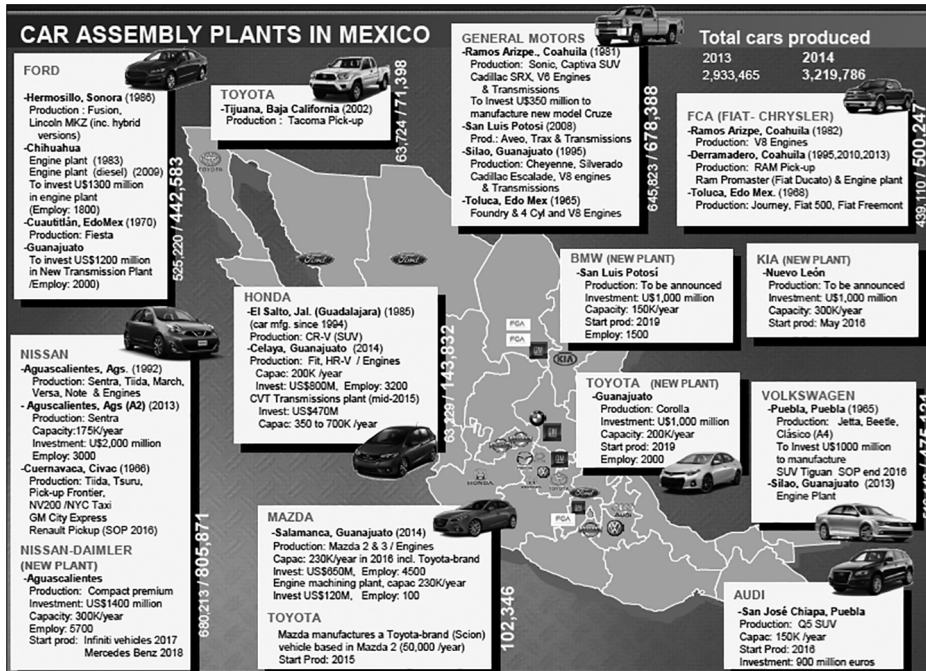 CAR ASSEMBLY PLANTS IN MEXICO
FORD
-Hermosillo, Sonora (1986)
Production : Fusion,
Lincoln MKZ (inc. hybrid
versions)
-Chihuahua
Engine plant (1983)
Engine plant (diesel) (2009)
To invest U$1300 million
in engine plant
(Employ: 1800)
-Cuautitlán, EdoMex (1970)
Production: Fiesta
-Guanajuato
To invest US$1200 million
in New Transmission Plant
/Employ: 2000)
525,220 / 442,583
TOYOTA
-Tijuana, Baja California (2002)
Production : Tacoma Pick-up
63,724 / 71,398
GENERAL MOTORS
-Ramos Arizpe., Coahuila (1981)
Production: Sonic, Captiva SUV
Cadillac SRX, V6 Engines
& Transmissions
To Invest U$350 million to
manufacture new model Cruze
-San Luis Potosi (2008)
Prod.: Aveo, Trax & Transmissions
-Silao, Guanajuato (1995)
Production: Cheyenne, Silverado
Cadillac Escalade, V8 engines
& Transmissions
-Toluca, Edo Mex (1965)
Foundry & 4 Cyl and V8 Engines
645,823 / 678,388
Total cars produced
2013 2014
2,933,465 3,219,786
FCA (FIAT- CHRYSLER)
-Ramos Arizpe, Coahuila (1982)
Production: V8 Engines
-Derramadero, Coahuila (1995,2010,2013)
Production: RAM Pick-up
Ram Promaster (Fiat Ducato) & Engine plant
-Toluca, Edo Mex. (1968)
Production: Journey, Fiat 500, Fiat Freemont
439,110 / 500,247
BMW (NEW PLANT)
-San Luis Potosí
Production: To be announced
Investment: U$1,000 million
Capacity: 150K/year
Start prod: 2019
Employ: 1500
KIA (NEW PLANT)
-Nuevo León
Production: To be announced
Investment: U$1,000 million
Capacity: 300K/year
Start prod: May 2016
HONDA
-El Salto, Jal. (Guadalajara) (1985)
(car mfg. since 1994)
Production: CR-V (SUV)
-Celaya, Guanajuato (2014)
Production: Fit, HR-V / Engines
Capac: 200K /year
Invest: US$800M, Employ: 3200
CVT Transmissions plant (mid-2015)
Invest: US$470M
Capac: 350 to 700K /year
63,229 / 143,832
NISSAN
-Aguascalientes, Ags. (1992)
Production: Sentra, Tiida, March,
Versa, Note & Engines
- Aguascalientes, Ags (A2) (2013)
Production: Sentra
Capacity:175K/year
Investment: U$2,000 million
Employ: 3000
-Cuernavaca, Civac (1966)
Production: Tiida, Tsuru,
Pick-up Frontier,
NV200 /NYC Taxi
GM City Express
Renault Pickup (SOP 2016)
NISSAN-DAIMLER
(NEW PLANT)
-Aguascalientes
Production: Compact premium
Investment: US$1400 million
Capacity: 300K/year
Employ: 5700
Start prod: Infiniti vehicles 2017
Mercedes Benz 2018
680,213 / 805,871
TOYOTA (NEW PLANT)
-Guanajuato
Production: Corolla
Investment: U$1,000 million
Capacity: 200K/year
Start prod: 2019
Employ: 2000
VOLKSWAGEN
-Puebla, Puebla (1965)
Production: Jetta, Beetle,
Clásico (A4)
To Invest U$1000 million
to manufacture
SUV Tiguan SOP end 2016
-Silao, Guanajuato (2013)
Engine Plant
MAZDA
-Salamanca, Guanajuato (2014)
Production: Mazda 2 & 3 / Engines
Capac: 230K/year in 2016 incl. Toyota-brand
Invest: US$650M, Employ: 4500
Engine machining plant, capac 230K/year
Invest US$120M, Employ: 100
TOYOTA
Mazda manufactures a Toyota-brand (Scion)
vehicle based in Mazda 2 (50,000 /year)
Start Prod: 2015
102,346
AUDI
-San José Chiapa, Puebla
Production: Q5 SUV
Capac: 150K /year
Start Prod: 2016
Investment: 900 million euros
TOYOTA
Ford
Ford
FCA
FCA
GM
KIA
GM
GM
HONDA
TOYOTA
Ford
FCA
AUDI